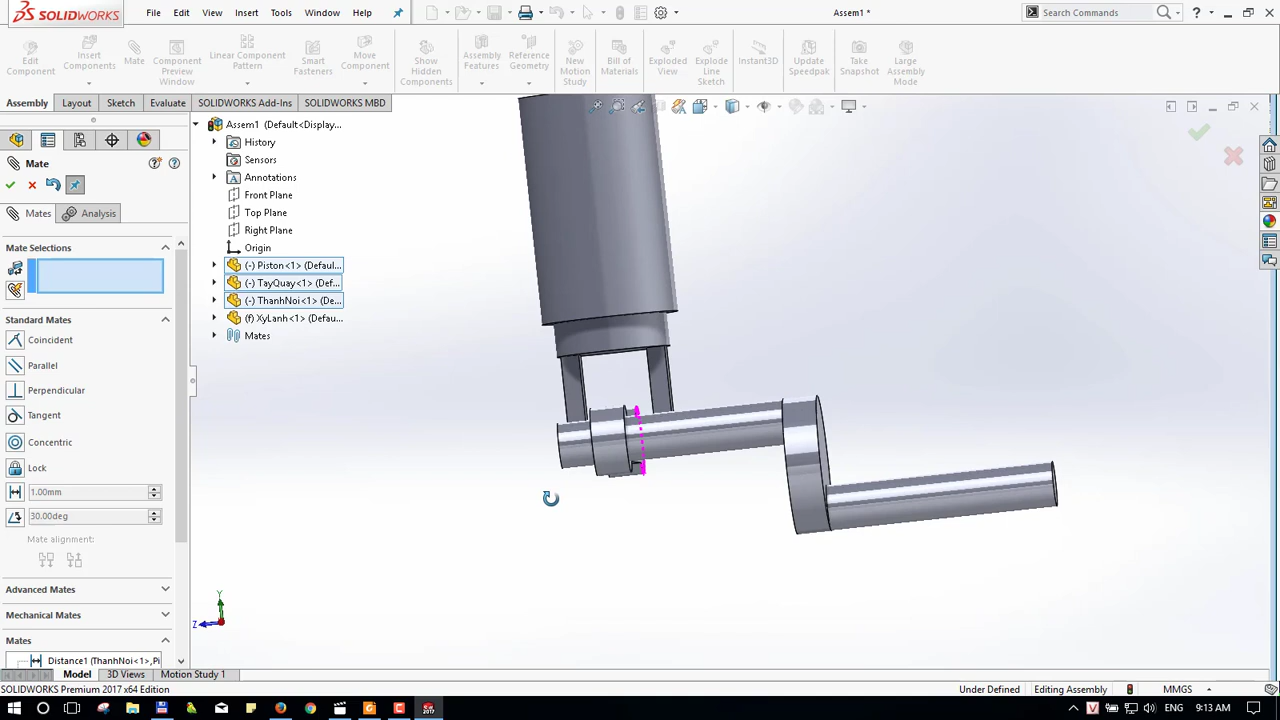 SOLIDWORKS File Edit View Insert Tools Window Help Assem1 * Search Commands
Edit Component
Insert Components
Mate
Component Preview Window
Linear Component Pattern
Smart Fasteners
Move Component
Show Hidden Components
Assembly Features
Reference Geometry
New Motion Study
Bill of Materials
Exploded View
Explode Line Sketch
Instant3D
Update Speedpak
Take Snapshot
Large Assembly Mode
Assembly Layout Sketch Evaluate SOLIDWORKS Add-Ins SOLIDWORKS MBD
Mate
Mates Analysis
Mate Selections
Standard Mates
Coincident
Parallel
Perpendicular
Tangent
Concentric
Lock
1.00mm
30.00deg
Mate alignment:
Advanced Mates
Mechanical Mates
Mates
Distance1 (ThanhNoi<1>,Pi
Assem1 (Default<Display...
History
Sensors
Annotations
Front Plane
Top Plane
Right Plane
Origin
(-) Piston<1> (Defaul...
(-) TayQuay<1> (Def...
(-) ThanhNoi<1> (De...
(f) XyLanh<1> (Defau...
Mates
Y
Z
Model 3D Views Motion Study 1
SOLIDWORKS Premium 2017 x64 Edition Under Defined Editing Assembly MMGS
2017 V ENG 9:13 AM